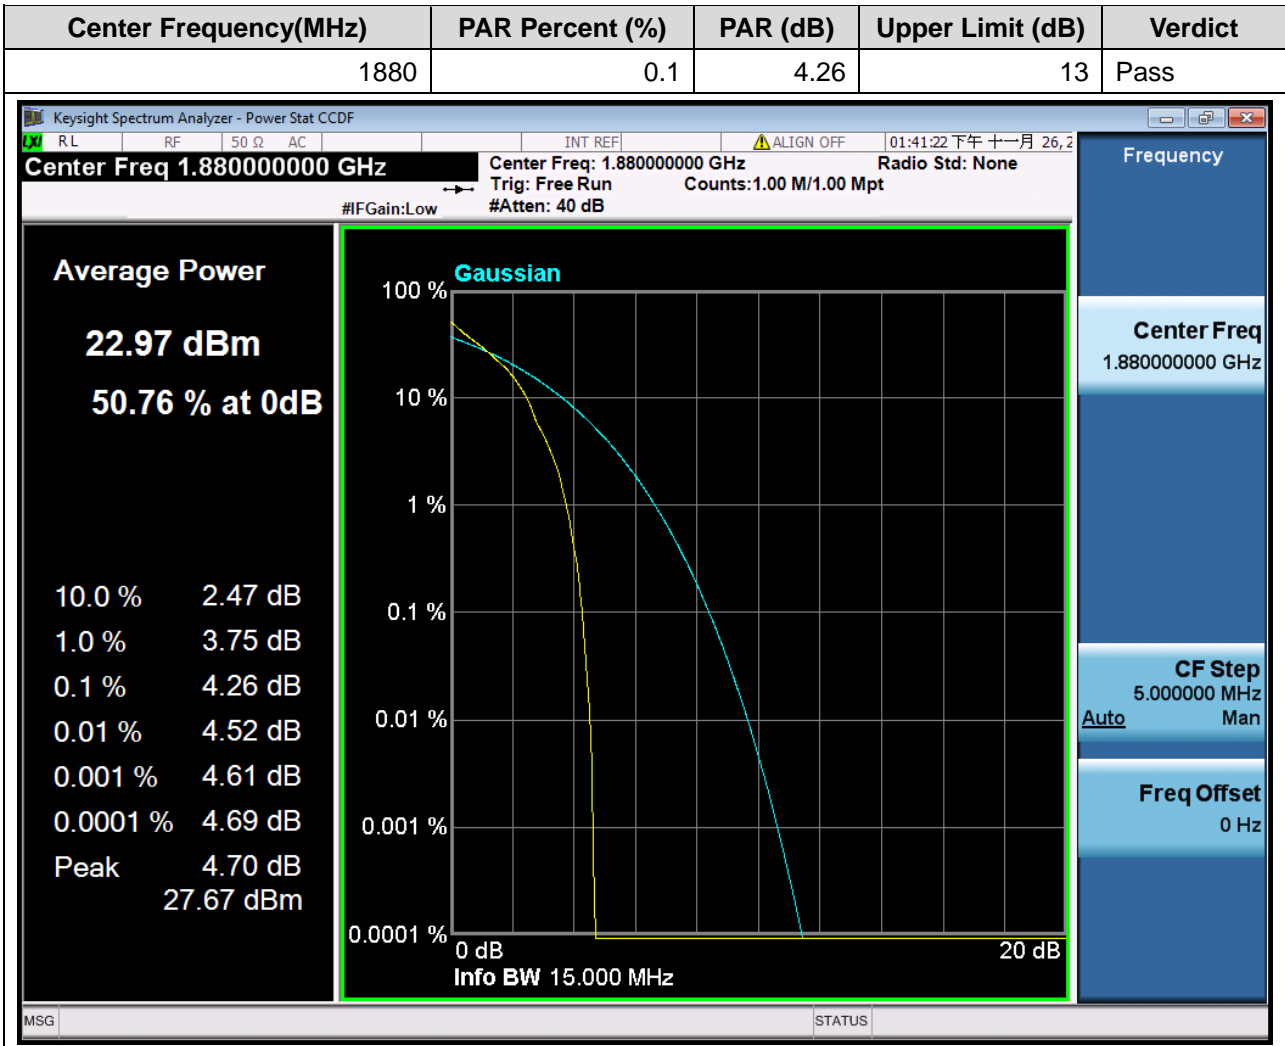 Center Frequency(MHz) PAR Percent (%) PAR (dB) Upper Limit (dB) Verdict
1880 0.1 4.26 13 Pass
Keysight Spectrum Analyzer - Power Stat CCDF
LXI RL RF 50 Ω AC INT REF ALIGN OFF 01:41:22 下午 十一月 26, 2
Center Freq 1.880000000 GHz
Center Freq: 1.880000000 GHz Radio Std: None
Trig: Free Run Counts:1.00 M/1.00 Mpt
#IFGain:Low #Atten: 40 dB
Average Power
22.97 dBm
50.76 % at 0dB
10.0 % 2.47 dB
1.0 % 3.75 dB
0.1 % 4.26 dB
0.01 % 4.52 dB
0.001 % 4.61 dB
0.0001 % 4.69 dB
Peak 4.70 dB
27.67 dBm
Gaussian
100 %
10 %
1 %
0.1 %
0.01 %
0.001 %
0.0001 %
0 dB 20 dB
Info BW 15.000 MHz
Frequency
Center Freq
1.880000000 GHz
CF Step
5.000000 MHz
Auto Man
Freq Offset
0 Hz
MSG STATUS